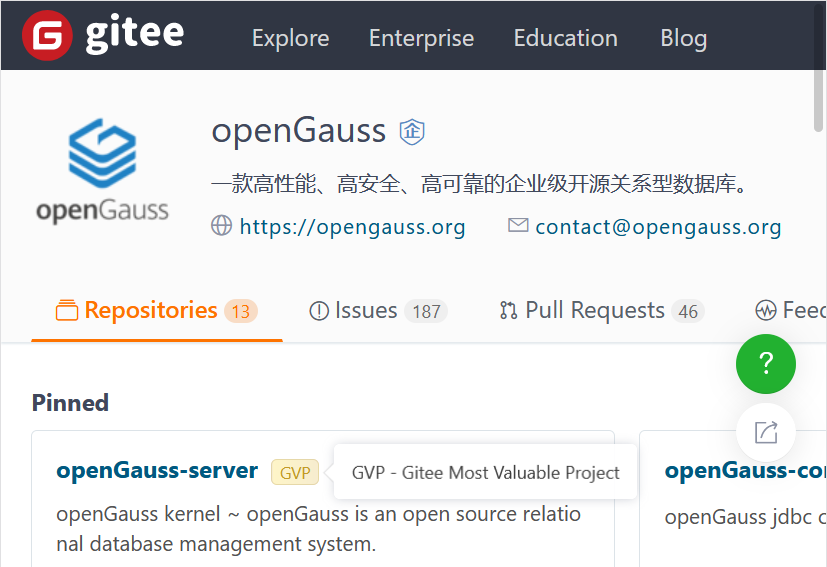 gitee
Explore Enterprise Education Blog
openGauss 企
一款高性能、高安全、高可靠的企业级开源关系型数据库。
openGauss
https://opengauss.org contact@opengauss.org
Repositories 13 Issues 187 Pull Requests 46 Feed
?
Pinned
openGauss-server GVP GVP - Gitee Most Valuable Project
openGauss kernel ~ openGauss is an open source relatio
nal database management system.
openGauss-con
openGauss jdbc c